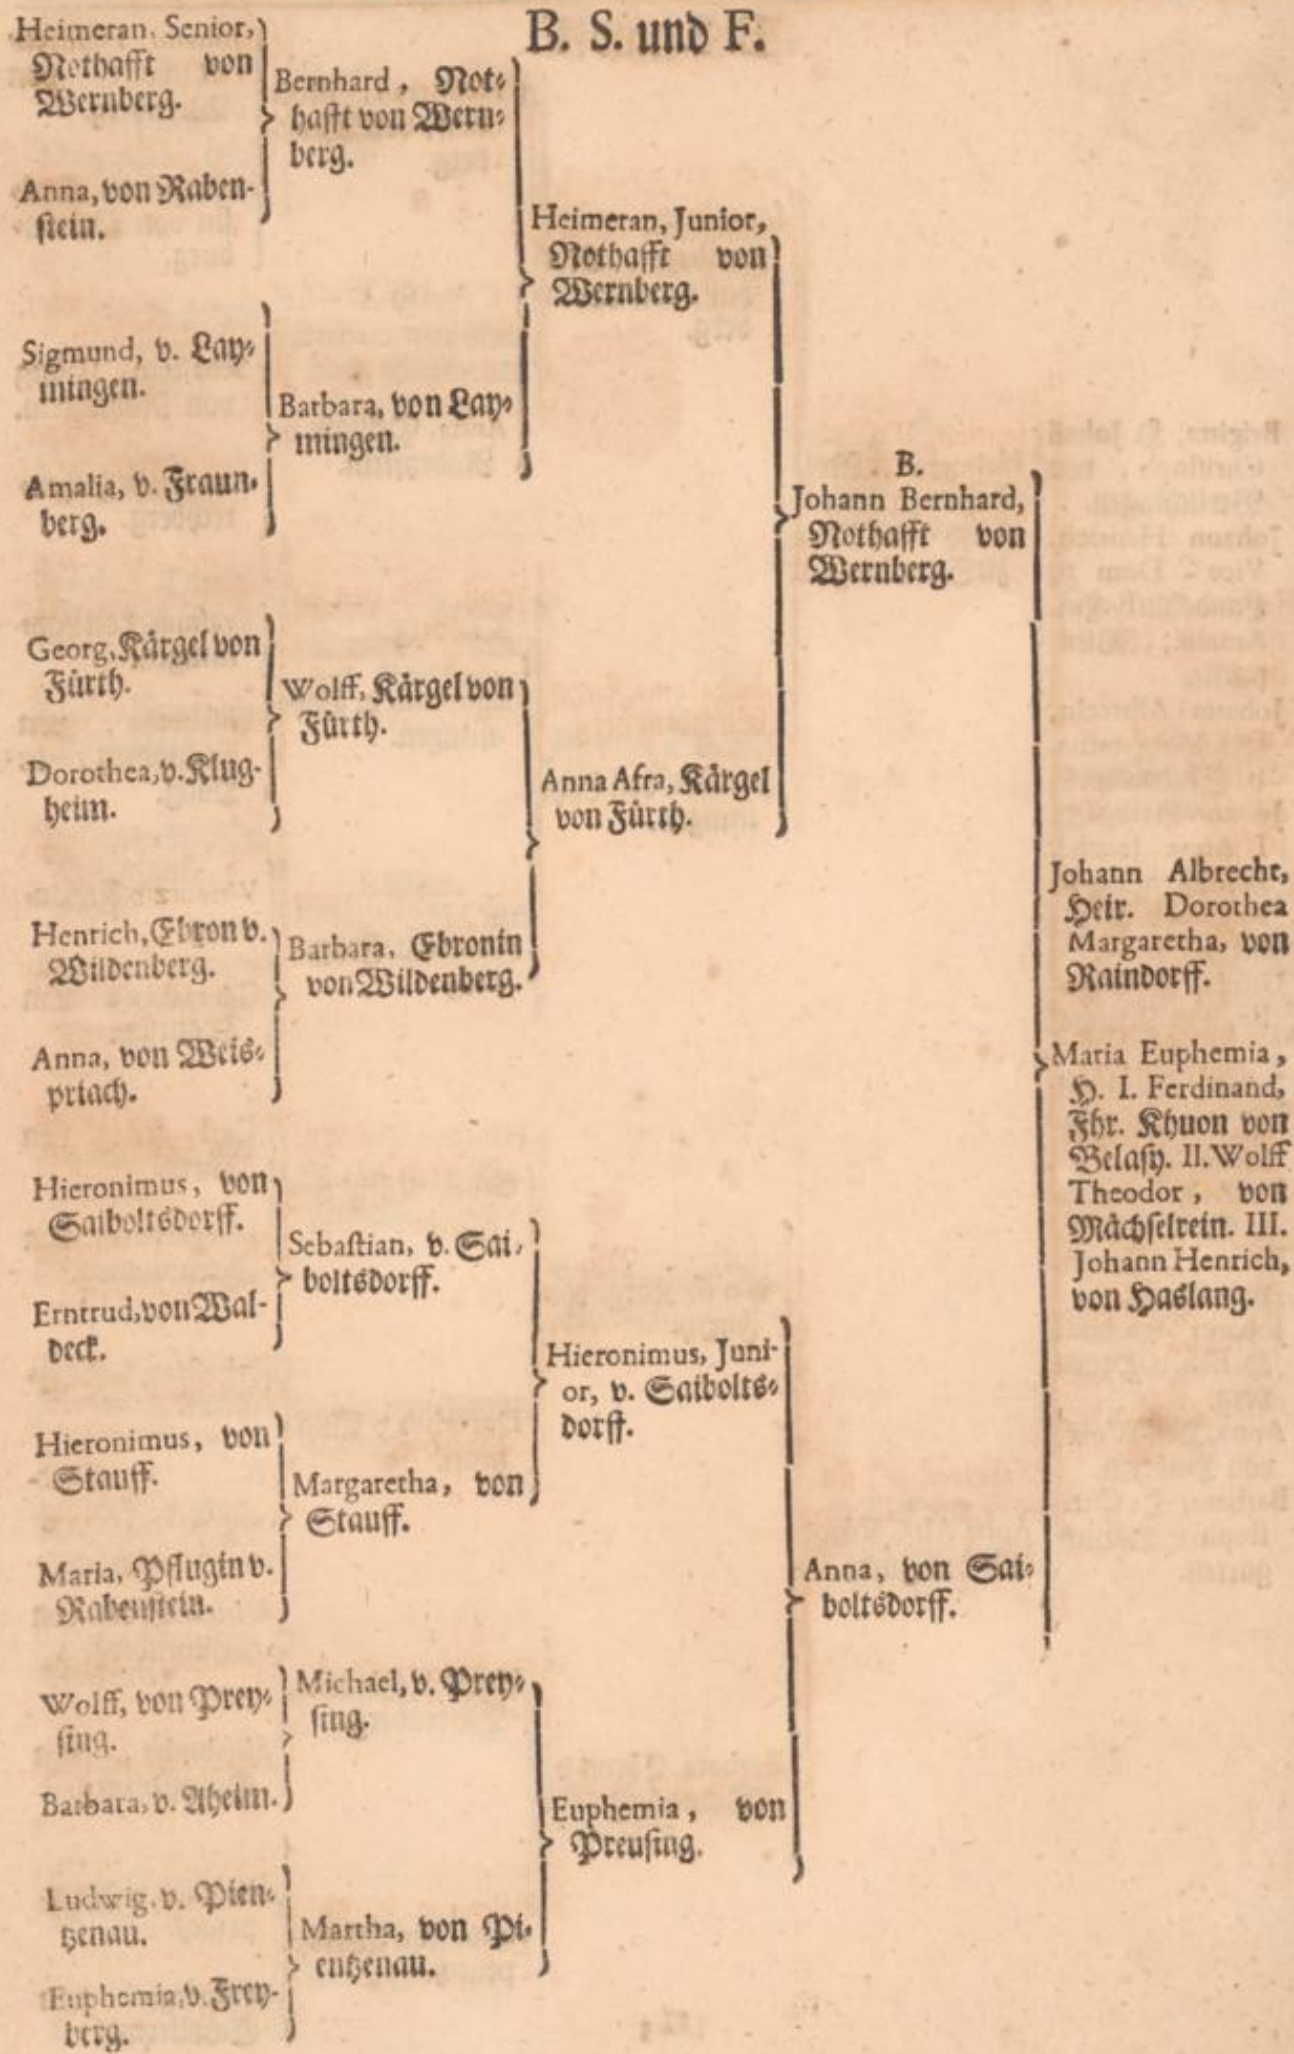 B. S. und F.
Heimeran, Senior,
Nothafft von
Wernberg.
Anna, von Raben-
stein.
Sigmund, v. Lay-
mingen.
Amalia, v. Fraun-
berg.
Georg, Kärgel von
Fürth.
Dorothea, v. Klug-
heim.
Henrich, Ebron v.
Wildenberg.
Anna, von Weis-
priach.
Hieronimus, von
Saiboltsdorff.
Erntrud, von Wal-
deck.
Hieronimus, von
Stauff.
Maria, Pflugin v.
Rabenstein.
Wolff, von Prey-
sing.
Barbara, v. Aheim.
Ludwig, v. Pien-
tzenau.
Euphemia, v. Frey-
berg.
Bernhard, Not-
hafft von Wern-
berg.
Barbara, von Lay-
mingen.
Wolff, Kärgel von
Fürth.
Barbara, Ebronin
von Wildenberg.
Sebastian, v. Sai-
boltsdorff.
Margaretha, von
Stauff.
Michael, v. Prey-
sing.
Martha, von Pi-
entzenau.
Heimeran, Junior,
Nothafft von
Wernberg.
Anna Afra, Kärgel
von Fürth.
Hieronimus, Juni-
or, v. Saibolts-
dorff.
Euphemia, von
Preusing.
B.
Johann Bernhard,
Nothafft von
Wernberg.
Anna, von Sai-
boltsdorff.
Johann Albrecht,
Heir. Dorothea
Margaretha, von
Raindorff.
Maria Euphemia,
H. I. Ferdinand,
Fhr. Khuon von
Belasy. II. Wolff
Theodor, von
Mächselrein. III.
Johann Henrich,
von Haslang.